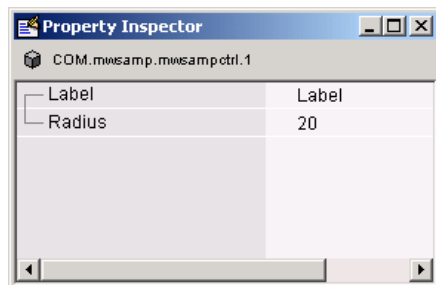 Property Inspector
COM.mwsamp.mwsampctrl.1
Label Label
Radius 20